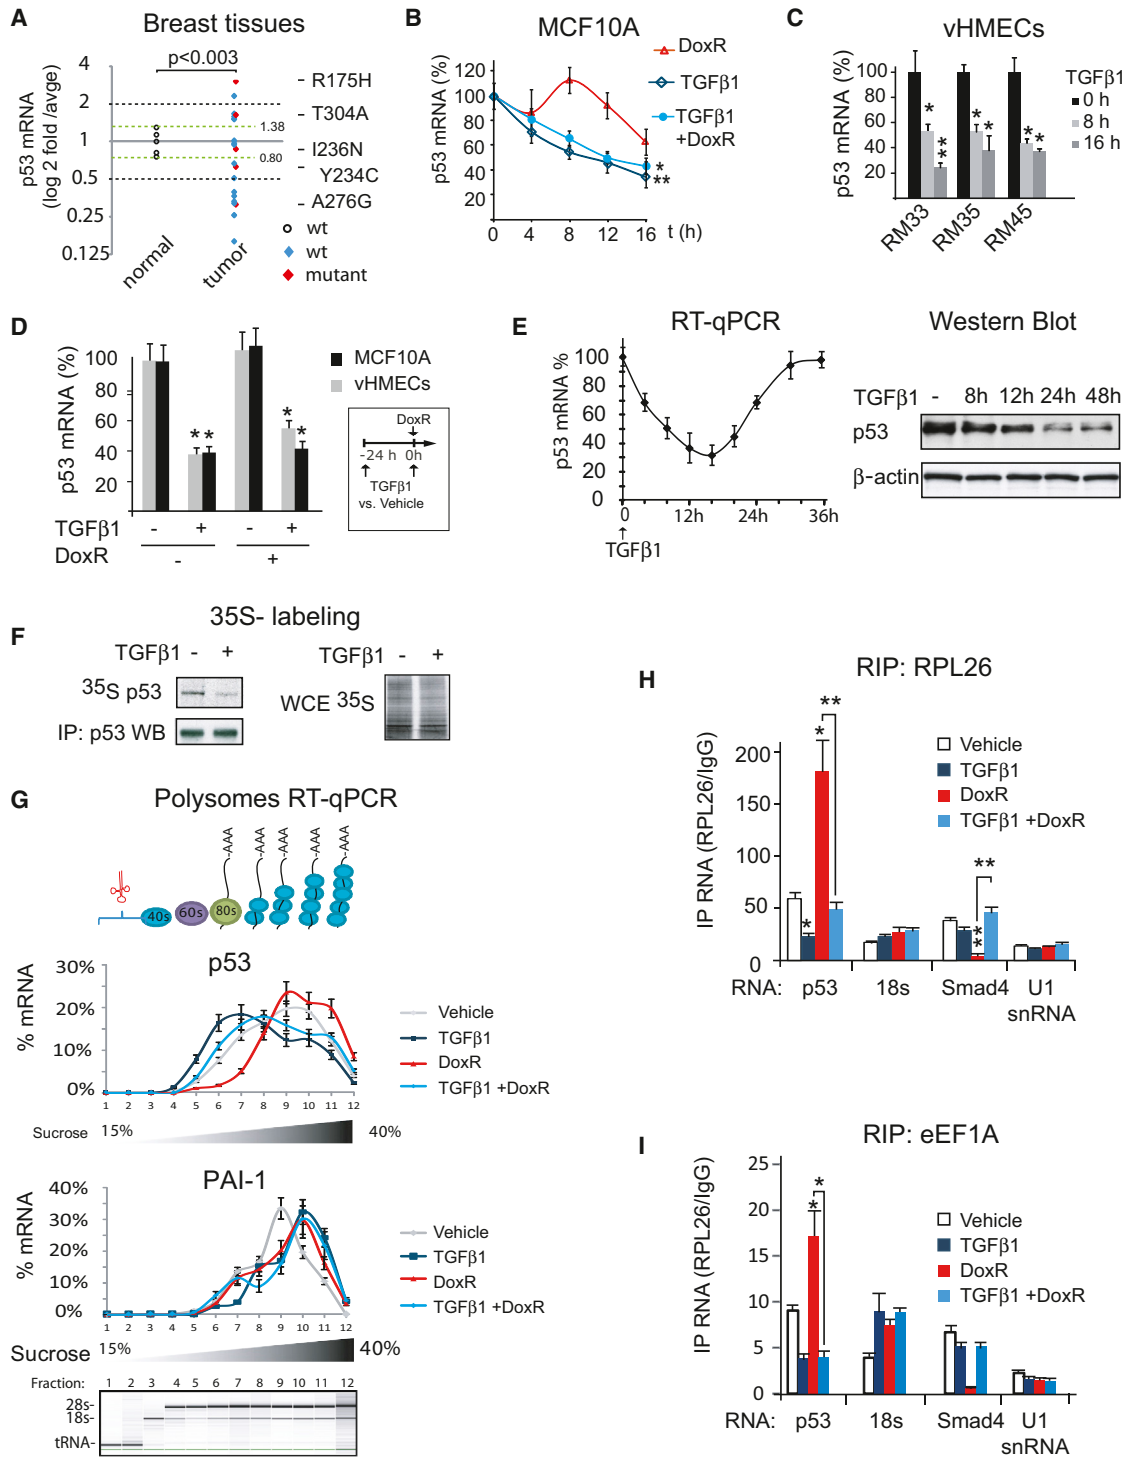 A
Breast tissues
p<0.003
p53 mRNA
(log 2 fold /avge)
4
2
1
0.5
0.25
0.125
1.38
0.80
R175H
T304A
I236N
Y234C
A276G
normal
tumor
wt
wt
mutant
B
MCF10A
p53 mRNA (%)
120
100
80
60
40
20
0 4 8 12 16 t (h)
DoxR
TGFβ1
TGFβ1
+DoxR
*
**
C
vHMECs
p53 mRNA (%)
100
80
60
40
20
TGFβ1
0 h
8 h
16 h
* ** * * * *
RM33
RM35
RM45
D
p53 mRNA (%)
100
80
60
40
20
* * * *
MCF10A
vHMECs
TGFβ1 - + - +
DoxR - +
DoxR
-24 h 0h
TGFβ1
vs. Vehicle
E
RT-qPCR
p53 mRNA %
100
80
60
40
20
0
0 12h 24h 36h
TGFβ1
Western Blot
TGFβ1 - 8h 12h 24h 48h
p53
β-actin
F
35S- labeling
TGFβ1 - +
35S p53
IP: p53 WB
TGFβ1 - +
WCE 35S
G
Polysomes RT-qPCR
-AAA -AAA -AAA -AAA -AAA
40s 60s 80s
p53
% mRNA
30%
20%
10%
0%
1 2 3 4 5 6 7 8 9 10 11 12
Sucrose 15% 40%
Vehicle
TGFβ1
DoxR
TGFβ1 +DoxR
PAI-1
% mRNA
40%
30%
20%
10%
0%
1 2 3 4 5 6 7 8 9 10 11 12
Sucrose 15% 40%
Vehicle
TGFβ1
DoxR
TGFβ1 +DoxR
Fraction: 1 2 3 4 5 6 7 8 9 10 11 12
28s-
18s-
tRNA-
H
RIP: RPL26
IP RNA (RPL26/IgG)
200
150
100
50
0
* * ** ** **
Vehicle
TGFβ1
DoxR
TGFβ1 +DoxR
RNA: p53 18s Smad4 U1
snRNA
I
RIP: eEF1A
IP RNA (RPL26/IgG)
25
20
15
10
5
0
* *
Vehicle
TGFβ1
DoxR
TGFβ1 +DoxR
RNA: p53 18s Smad4 U1
snRNA